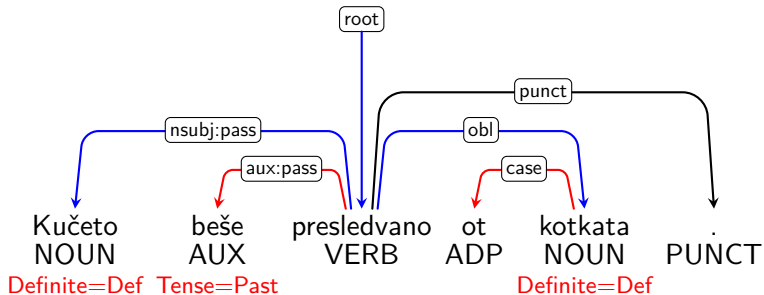 root
punct
nsubj:pass obl
aux:pass case
Kučeto beše presledvano ot kotkata .
NOUN AUX VERB ADP NOUN PUNCT
Definite=Def Tense=Past Definite=Def